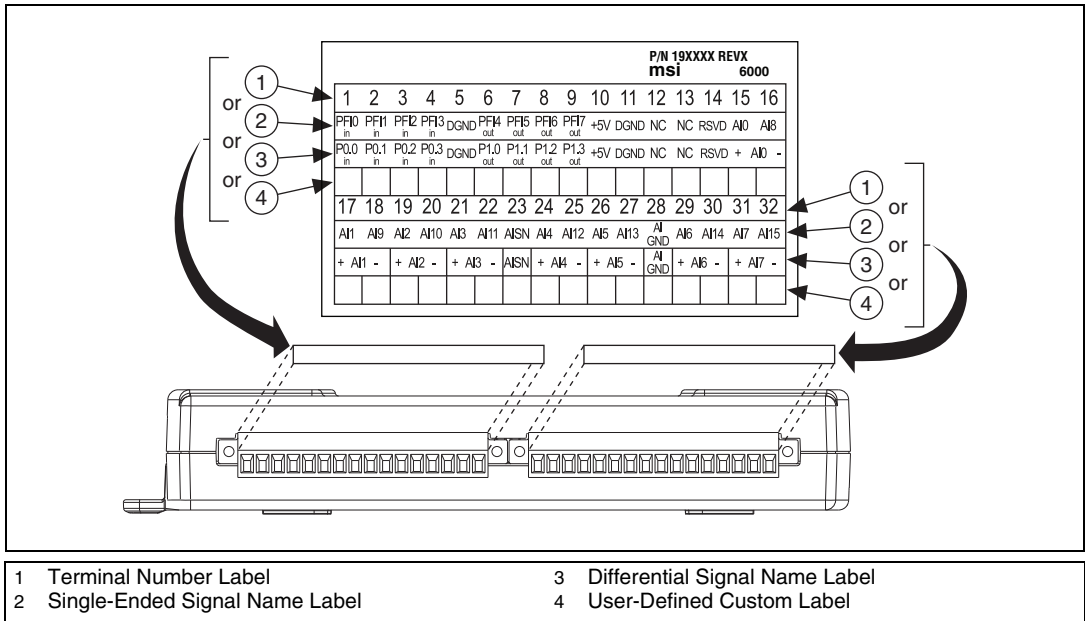 P/N 19XXXX REVX
msi 6000
1 2 3 4 5 6 7 8 9 10 11 12 13 14 15 16
PFI0 in PFI1 in PFI2 in PFI3 in DGND PFI4 out PFI5 out PFI6 out PFI7 out +5V DGND NC NC RSVD AI0 AI8
P0.0 in P0.1 in P0.2 in P0.3 in DGND P1.0 out P1.1 out P1.2 out P1.3 out +5V DGND NC NC RSVD + AI0 -
17 18 19 20 21 22 23 24 25 26 27 28 29 30 31 32
AI1 AI9 AI2 AI10 AI3 AI11 AISN AI4 AI12 AI5 AI13 AI GND AI6 AI14 AI7 AI15
+ AI1 - + AI2 - + AI3 - AISN + AI4 - + AI5 - AI GND + AI6 - + AI7 -
1
or
2
or
3
or
4
1
or
2
or
3
or
4
1 Terminal Number Label
2 Single-Ended Signal Name Label
3 Differential Signal Name Label
4 User-Defined Custom Label